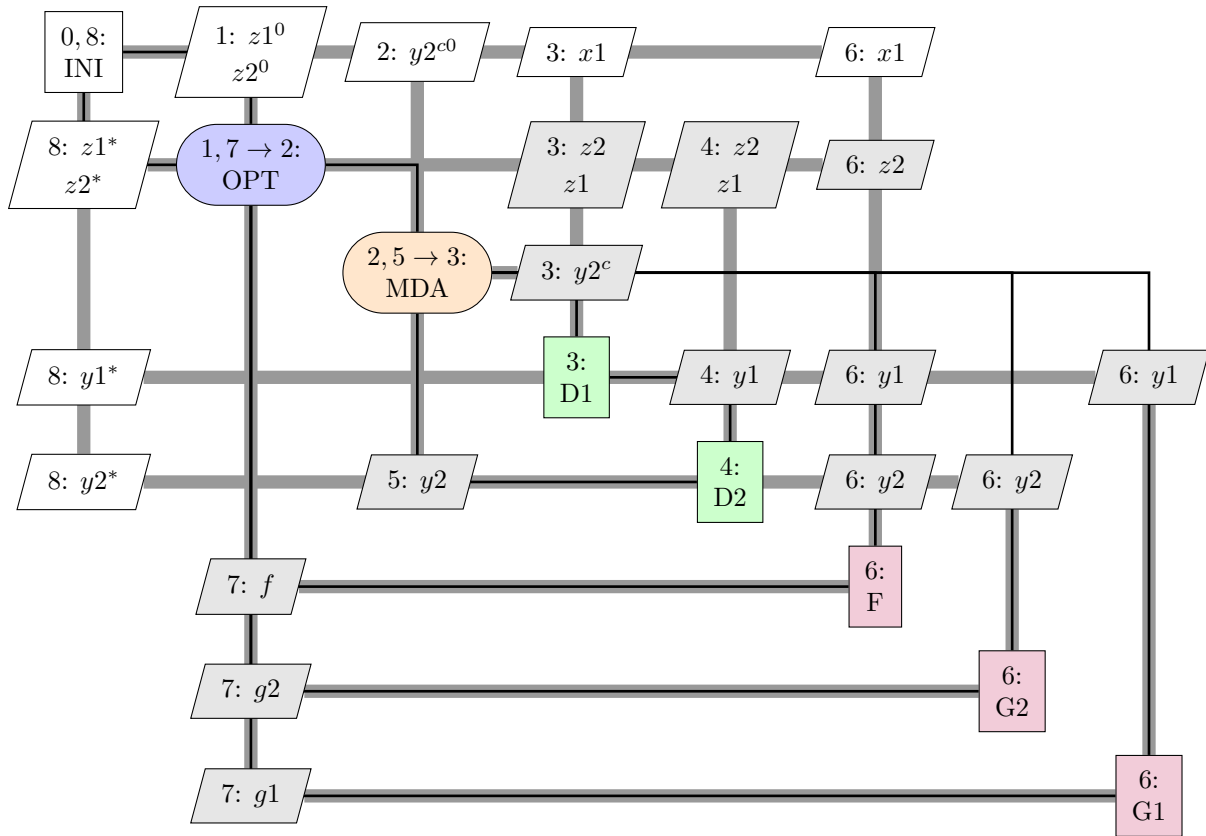 0, 8:
INI
1: z1⁰
z2⁰
2: y2ᶜ⁰
3: x1
6: x1
8: z1*
z2*
1, 7 → 2:
OPT
3: z2
z1
4: z2
z1
6: z2
2, 5 → 3:
MDA
3: y2ᶜ
8: y1*
3:
D1
4: y1
6: y1
6: y1
8: y2*
5: y2
4:
D2
6: y2
6: y2
7: f
6:
F
7: g2
6:
G2
7: g1
6:
G1